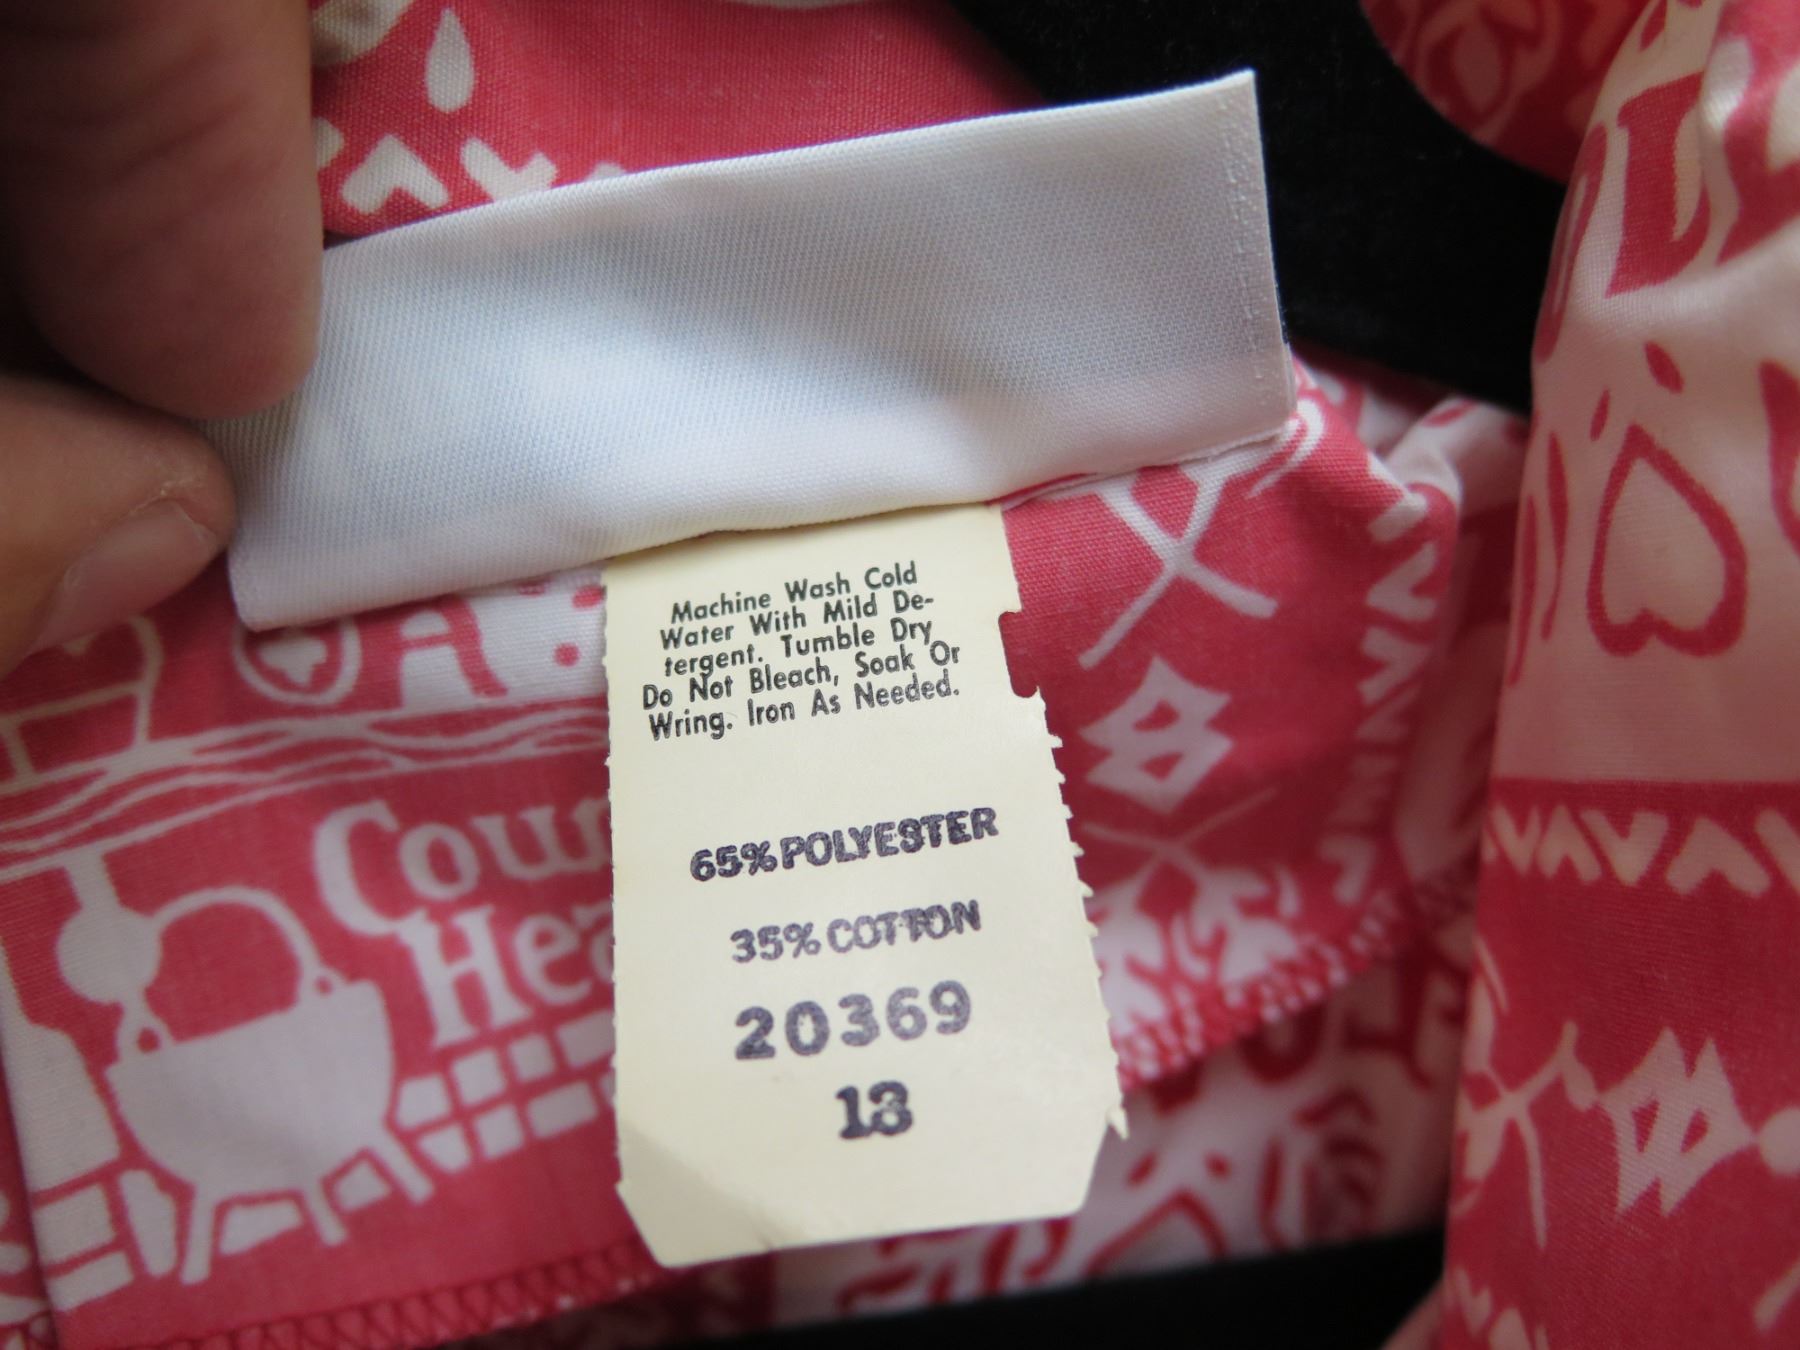 Machine Wash Cold
Water With Mild De-
tergent. Tumble Dry
Do Not Bleach, Soak Or
Wring. Iron As Needed.
65% POLYESTER
35% COTTON
20369
13